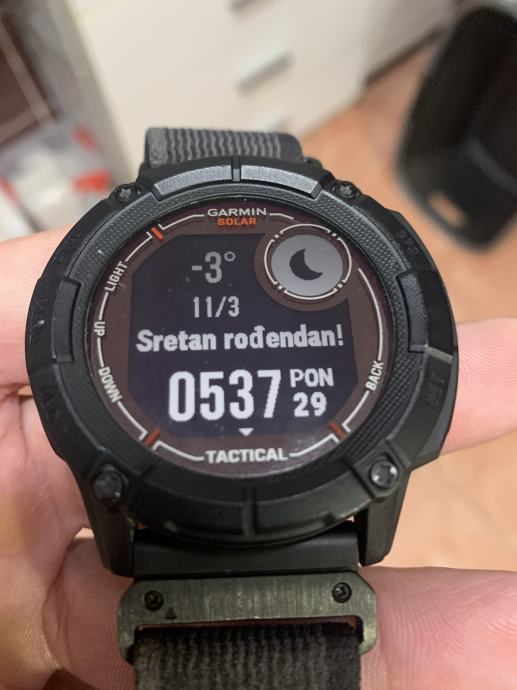 GARMIN
SOLAR
-3°
11/3
Sretan rođendan!
0537 PON
29
LIGHT
UP
DOWN
BACK
TACTICAL